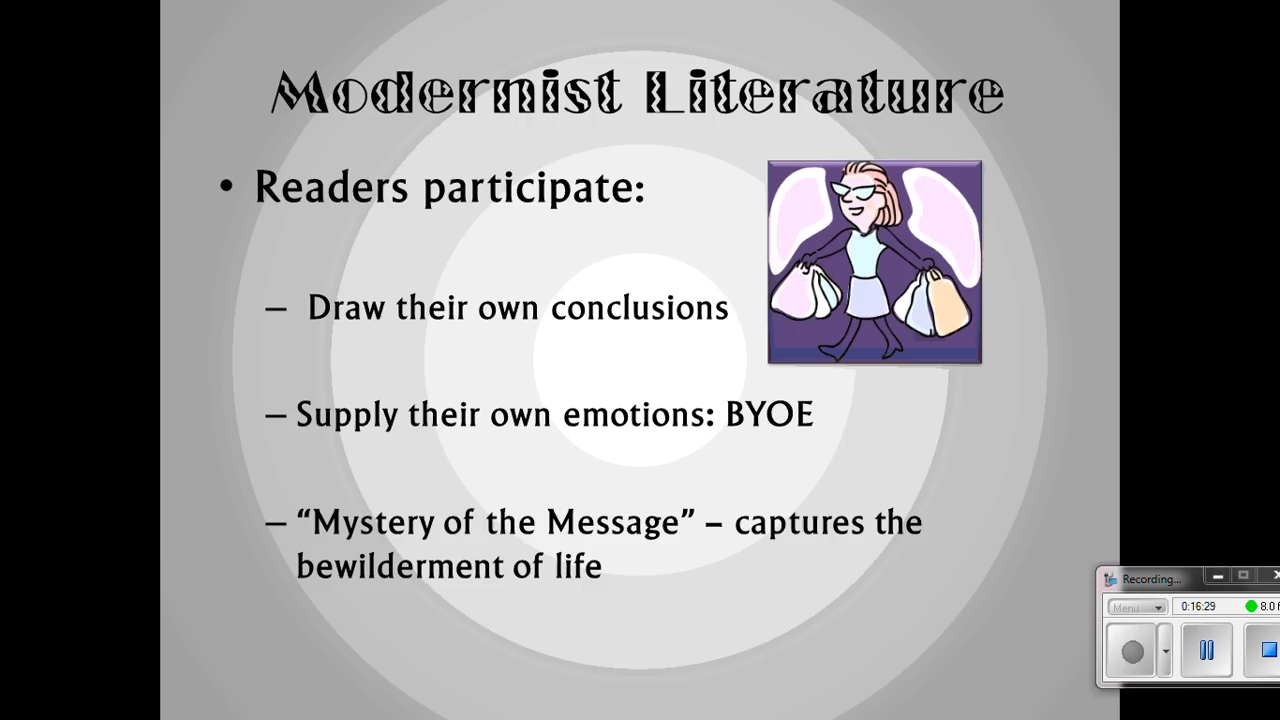 Modernist Literature
• Readers participate:
– Draw their own conclusions
– Supply their own emotions: BYOE
– “Mystery of the Message” – captures the
bewilderment of life
Recording...
Menu
0:16:29
8.0 f